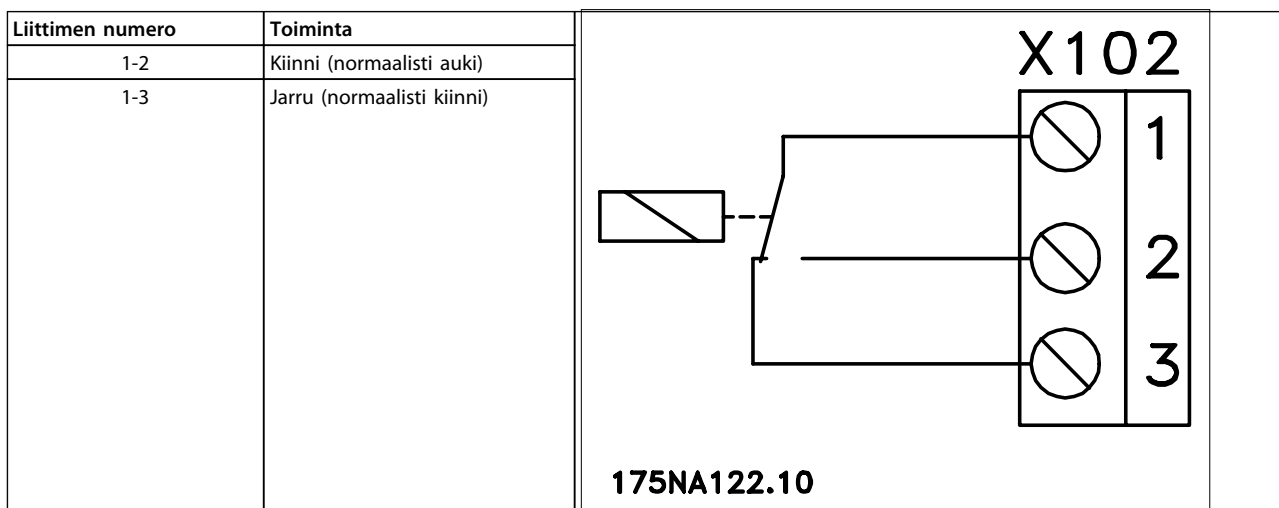 Liittimen numero Toiminta
1-2 Kiinni (normaalisti auki)
1-3 Jarru (normaalisti kiinni)
X102
1
2
3
175NA122.10